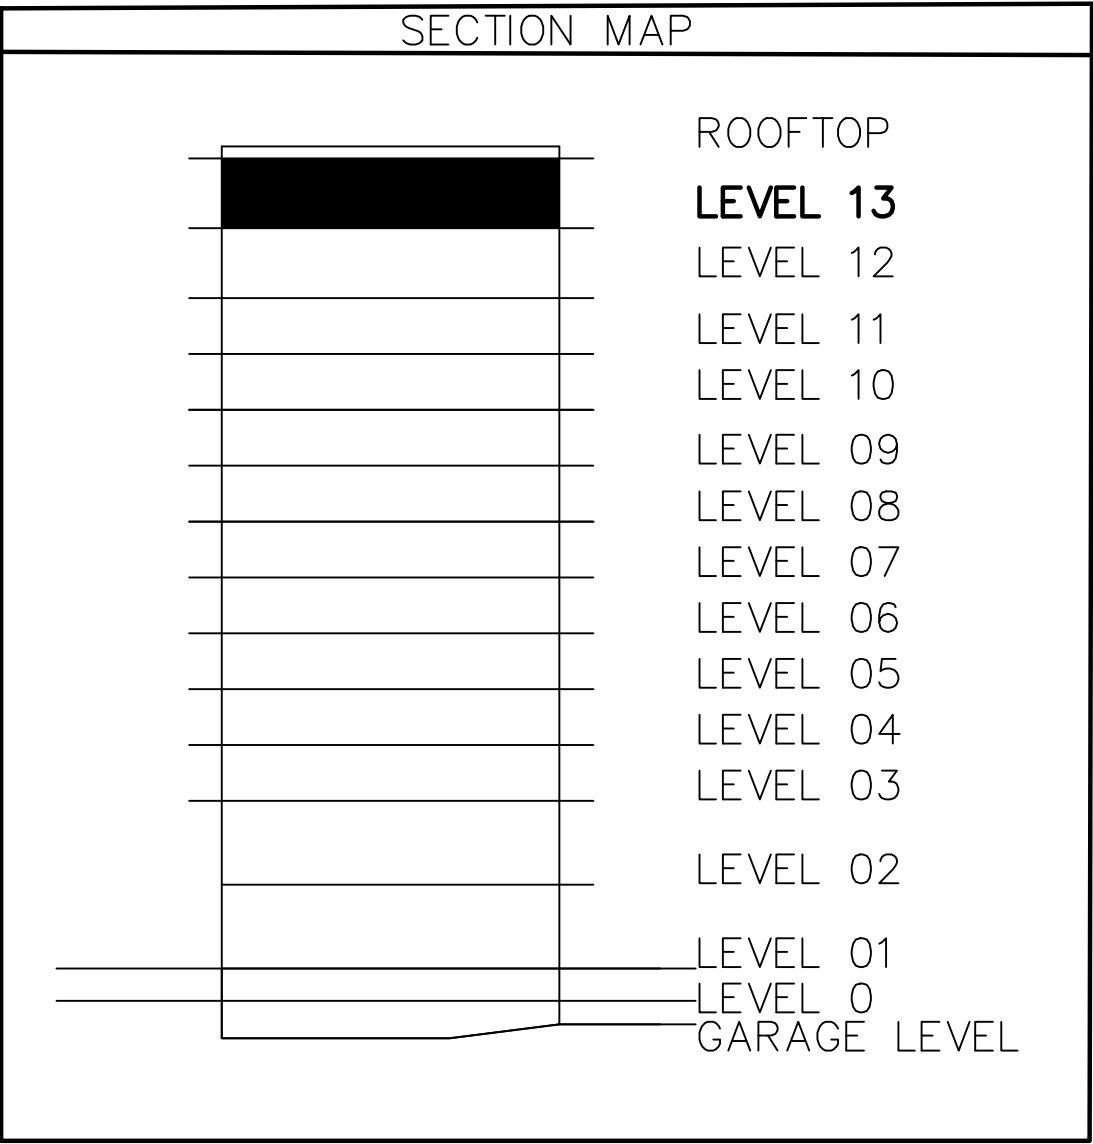 SECTION MAP
ROOFTOP
LEVEL 13
LEVEL 12
LEVEL 11
LEVEL 10
LEVEL 09
LEVEL 08
LEVEL 07
LEVEL 06
LEVEL 05
LEVEL 04
LEVEL 03
LEVEL 02
LEVEL 01
LEVEL 0
GARAGE LEVEL